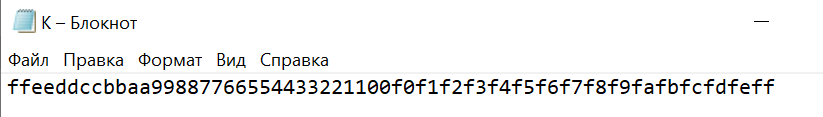 K – Блокнот
Файл Правка Формат Вид Справка
ffeeddccbbaa99887766554433221100f0f1f2f3f4f5f6f7f8f9fafbfcfdfeff